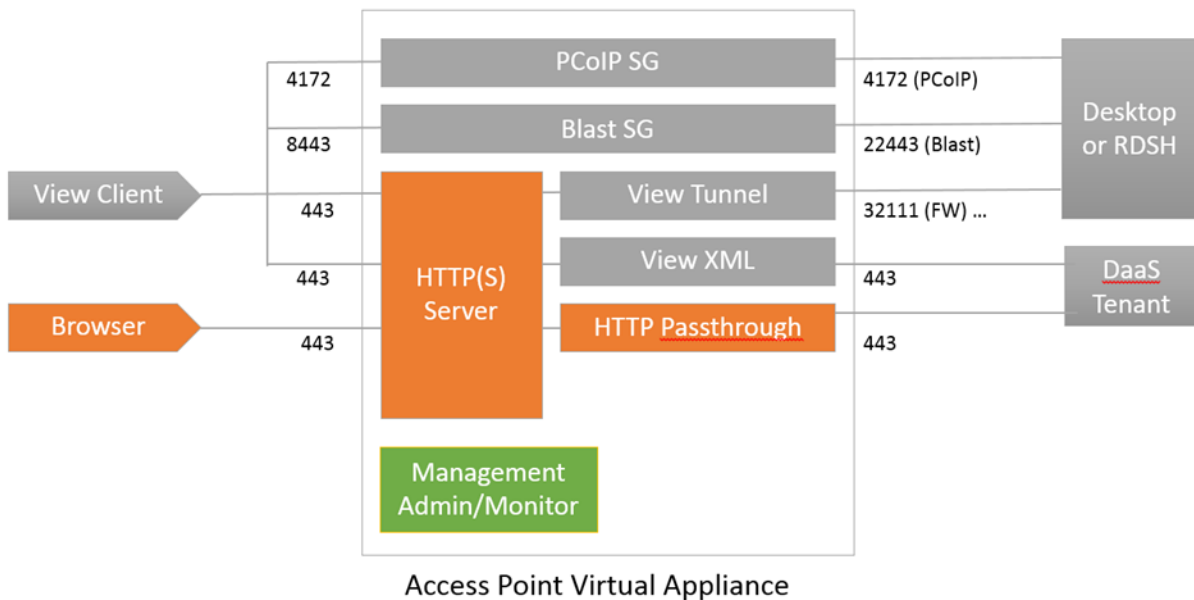 PCoIP SG
4172
4172 (PCoIP)
Desktop
or RDSH
Blast SG
8443
22443 (Blast)
View Client
View Tunnel
443
32111 (FW) ...
HTTP(S)
Server
View XML
443
443
DaaS
Tenant
Browser
HTTP Passthrough
443
443
Management
Admin/Monitor
Access Point Virtual Appliance